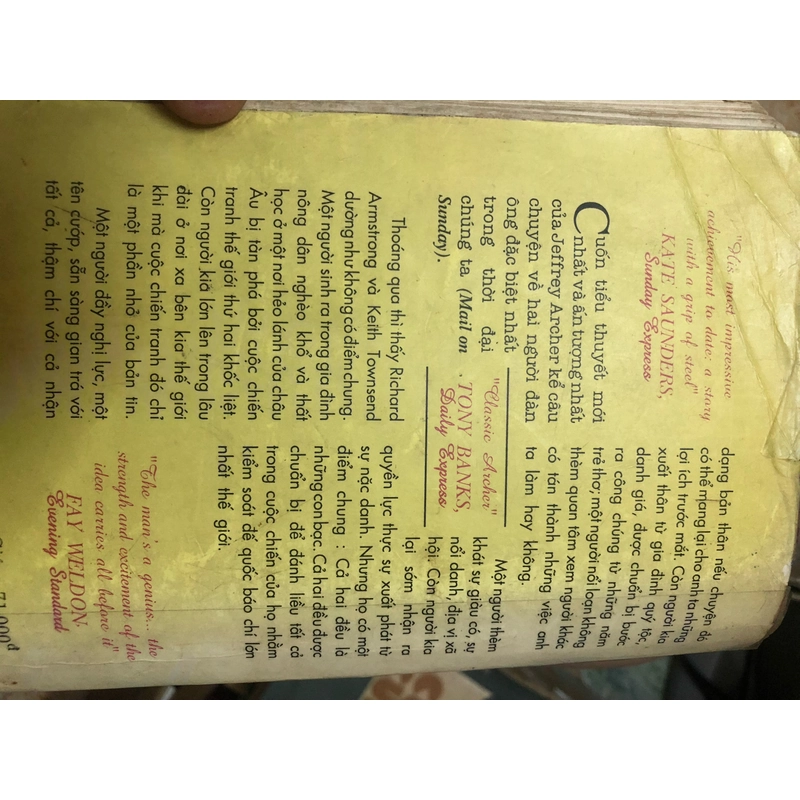 "His most impressive
achievement to date; a story
with a grip of steel"
KATE SAUNDERS,
Sunday Express
Cuốn tiểu thuyết mới
nhất và ấn tượng nhất
của Jeffrey Archer kể câu
chuyện về hai người đàn
ông đặc biệt nhất
trong thời đại
chúng ta (Mail on
Sunday).
Thoáng qua thì thấy Richard
Armstrong và Keith Townsend
dường như không có điểm chung.
Một người sinh ra trong gia đình
nông dân nghèo khổ và thất
học ở một nơi hẻo lánh của châu
Âu bị tàn phá bởi cuộc chiến
tranh thế giới thứ hai khốc liệt.
Còn người kia lớn lên trong lâu
đài ở nơi xa bên kia thế giới
khi mà cuộc chiến tranh đó chỉ
là một phần nhỏ của bản tin.
Một người đầy nghị lực, một
tên cướp, sẵn sàng gian trá với
tất cả, thậm chí với cả nhận
dạng bản thân nếu chuyện đó
có thể mang lại cho anh ta những
lợi ích trước mắt. Còn người kia
xuất thân từ gia đình quý tộc,
danh giá, được chuẩn bị bước
ra công chúng từ những năm
trẻ thơ; một người nổi loạn không
thèm quan tâm xem người khác
có tán thành những việc anh
ta làm hay không.
"Classic Archer"
TONY BANKS,
Daily Express
Một người thèm
khát sự giàu có, sự
nổi danh, địa vị xã
hội. Còn người kia
lại sớm nhận ra
quyền lực thực sự xuất phát từ
sự nặc danh. Nhưng họ có một
điểm chung : Cả hai đều là
những con bạc. Cả hai đều được
chuẩn bị để đánh liều tất cả
trong cuộc chiến của họ nhằm
kiểm soát đế quốc báo chí lớn
nhất thế giới.
"The man's a genius... the
strength and excitement of the
idea carries all before it"
FAY WELDON,
Evening Standard
71.000đ